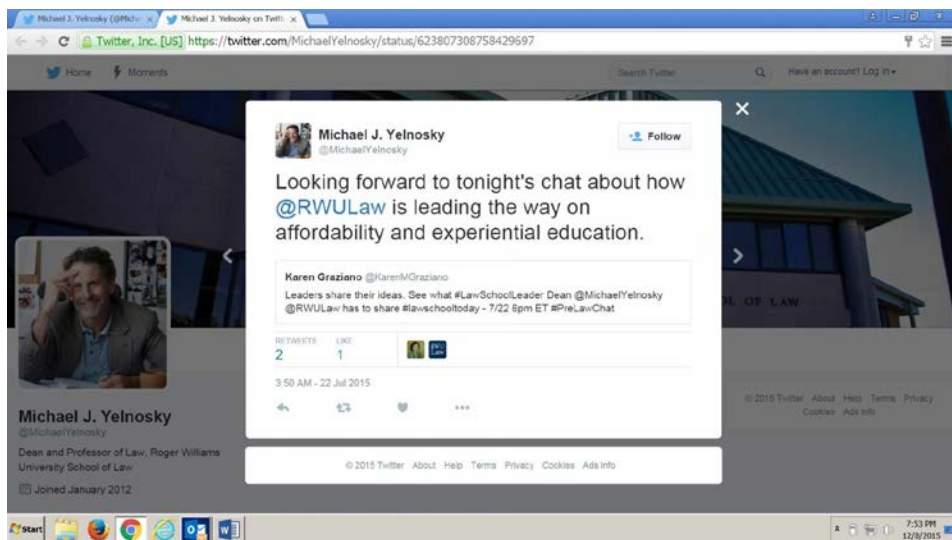 Michael J. Yelnosky (@Micha
Michael J. Yelnosky on Twitt
Twitter, Inc. [US] https://twitter.com/MichaelYelnosky/status/623807308758429697
Home Moments Search Twitter Have an account? Log in
Michael J. Yelnosky
@MichaelYelnosky
Follow
Looking forward to tonight's chat about how
@RWULaw is leading the way on
affordability and experiential education.
Karen Graziano @KarenMGraziano
Leaders share their ideas. See what #LawSchoolLeader Dean @MichaelYelnosky
@RWULaw has to share #lawschooltoday - 7/22 8pm ET #PreLawChat
RETWEETS LIKE
2 1
RWU
Law
3:50 AM - 22 Jul 2015
OL OF LAW
Michael J. Yelnosky
@MichaelYelnosky
Dean and Professor of Law, Roger Williams
University School of Law
Joined January 2012
© 2015 Twitter About Help Terms Privacy
Cookies Ads info
© 2015 Twitter About Help Terms Privacy Cookies Ads info
Start
7:53 PM
12/8/2015